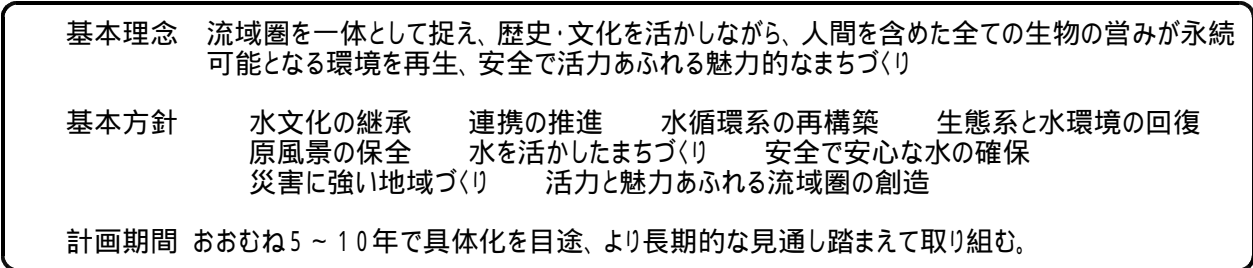 基本理念　流域圏を一体として捉え、歴史・文化を活かしながら、人間を含めた全ての生物の営みが永続
可能となる環境を再生、安全で活力あふれる魅力的なまちづくり
基本方針　水文化の継承　連携の推進　水循環系の再構築　生態系と水環境の回復
原風景の保全　水を活かしたまちづくり　安全で安心な水の確保
災害に強い地域づくり　活力と魅力あふれる流域圏の創造
計画期間　おおむね５～１０年で具体化を目途、より長期的な見通し踏まえて取り組む。